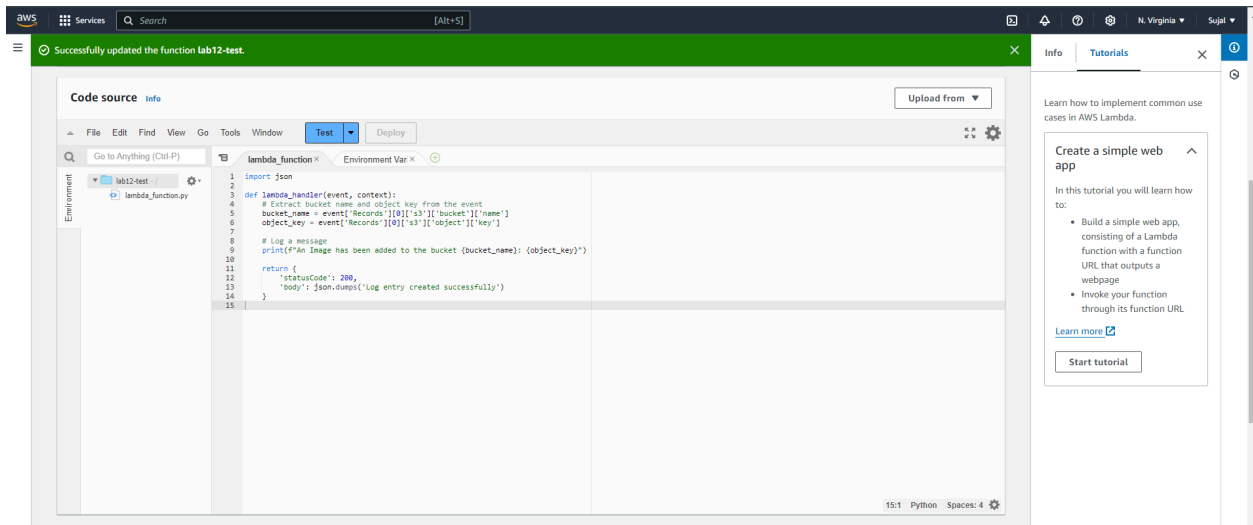 aws Services Search [Alt+S] N. Virginia ▼ Sujal ▼
Successfully updated the function lab12-test.
Info Tutorials
Code source Info Upload from ▼
File Edit Find View Go Tools Window Test Deploy
Go to Anything (Ctrl-P) lambda_function × Environment Var ×
Environment
lab12-test - /
lambda_function.py
1 import json
2
3 def lambda_handler(event, context):
4     # Extract bucket name and object key from the event
5     bucket_name = event['Records'][0]['s3']['bucket']['name']
6     object_key = event['Records'][0]['s3']['object']['key']
7
8     # Log a message
9     print(f"An Image has been added to the bucket {bucket_name}: {object_key}")
10
11     return {
12         'statusCode': 200,
13         'body': json.dumps('Log entry created successfully')
14     }
15
15:1 Python Spaces: 4
Learn how to implement common use
cases in AWS Lambda.
Create a simple web
app
In this tutorial you will learn how
to:
• Build a simple web app,
consisting of a Lambda
function with a function
URL that outputs a
webpage
• Invoke your function
through its function URL
Learn more
Start tutorial